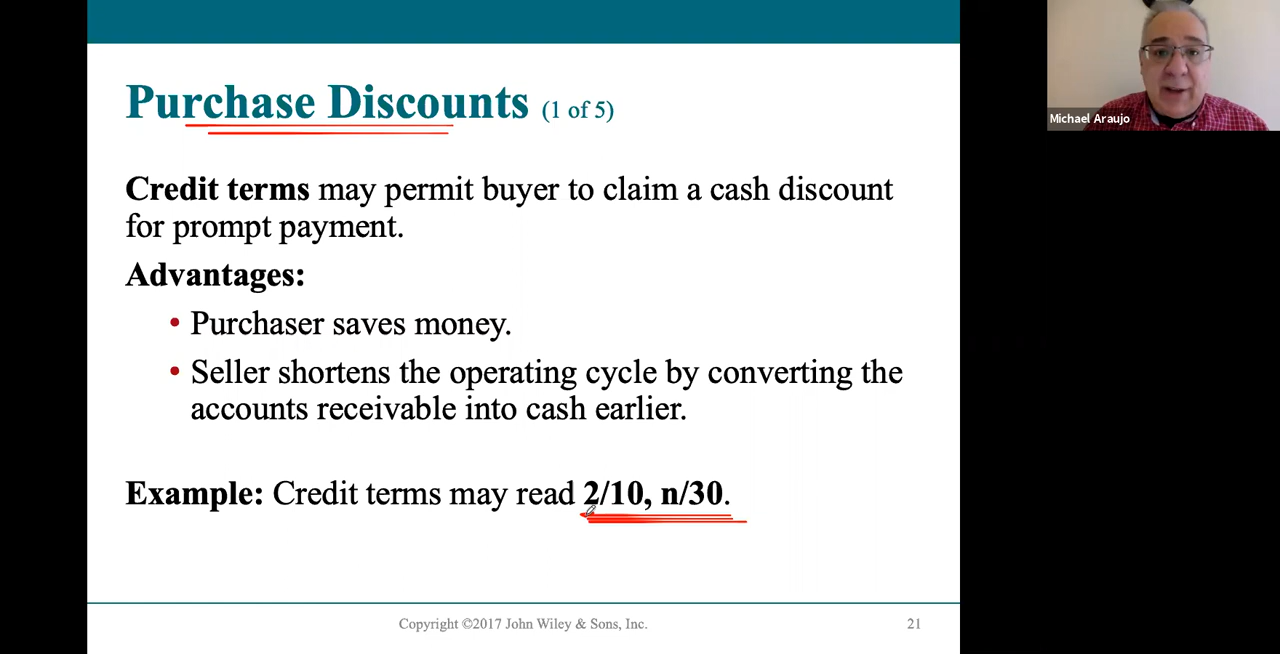 Purchase Discounts (1 of 5)
Michael Araujo
Credit terms may permit buyer to claim a cash discount
for prompt payment.
Advantages:
• Purchaser saves money.
• Seller shortens the operating cycle by converting the
accounts receivable into cash earlier.
Example: Credit terms may read 2/10, n/30.
Copyright ©2017 John Wiley & Sons, Inc.
21